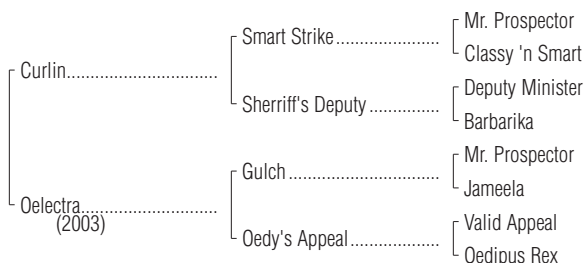 Mr. Prospector
Smart Strike........................
Classy 'n Smart
Curlin...................................
Deputy Minister
Sherriff's Deputy ................
Barbarika
Mr. Prospector
Gulch...................................
Jameela
Oelectra................................
(2003)
Valid Appeal
Oedy's Appeal.....................
Oedipus Rex